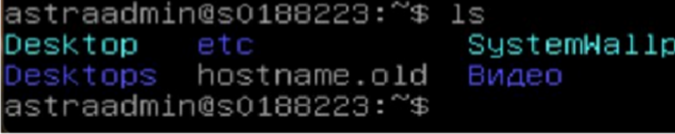 astraadmin@s0188223:~$ ls
Desktop etc SystemWallp
Desktops hostname.old Видео
astraadmin@s0188223:~$